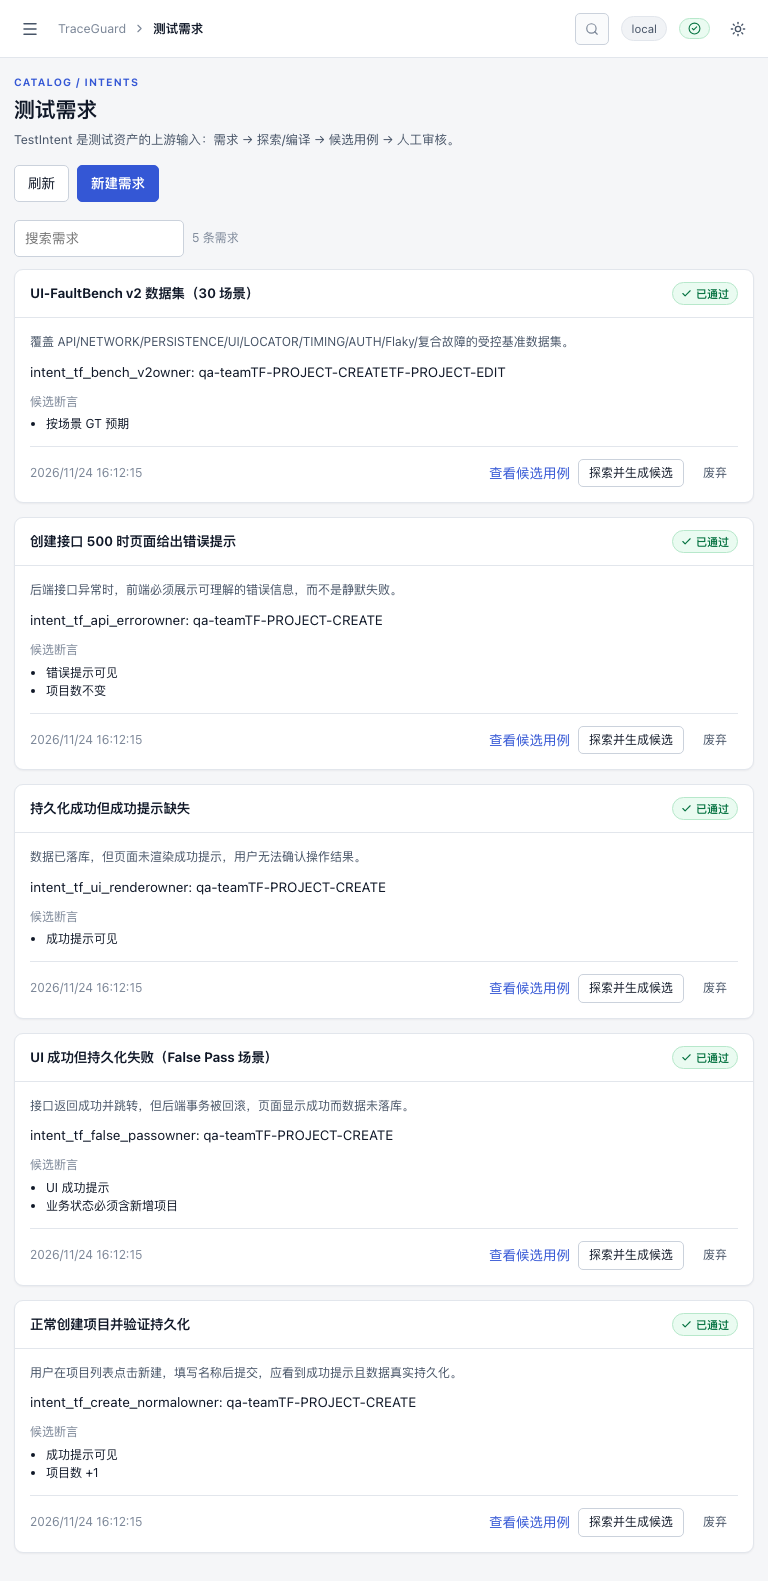 TraceGuard > 测试需求 local
CATALOG / INTENTS
测试需求
TestIntent 是测试资产的上游输入：需求 → 探索/编译 → 候选用例 → 人工审核。
刷新 新建需求
搜索需求 5 条需求
UI-FaultBench v2 数据集（30 场景） 已通过
覆盖 API/NETWORK/PERSISTENCE/UI/LOCATOR/TIMING/AUTH/Flaky/复合故障的受控基准数据集。
intent_tf_bench_v2owner: qa-teamTF-PROJECT-CREATETF-PROJECT-EDIT
候选断言
• 按场景 GT 预期
2026/11/24 16:12:15 查看候选用例 探索并生成候选 废弃
创建接口 500 时页面给出错误提示 已通过
后端接口异常时，前端必须展示可理解的错误信息，而不是静默失败。
intent_tf_api_errorowner: qa-teamTF-PROJECT-CREATE
候选断言
• 错误提示可见
• 项目数不变
2026/11/24 16:12:15 查看候选用例 探索并生成候选 废弃
持久化成功但成功提示缺失 已通过
数据已落库，但页面未渲染成功提示，用户无法确认操作结果。
intent_tf_ui_renderowner: qa-teamTF-PROJECT-CREATE
候选断言
• 成功提示可见
2026/11/24 16:12:15 查看候选用例 探索并生成候选 废弃
UI 成功但持久化失败（False Pass 场景） 已通过
接口返回成功并跳转，但后端事务被回滚，页面显示成功而数据未落库。
intent_tf_false_passowner: qa-teamTF-PROJECT-CREATE
候选断言
• UI 成功提示
• 业务状态必须含新增项目
2026/11/24 16:12:15 查看候选用例 探索并生成候选 废弃
正常创建项目并验证持久化 已通过
用户在项目列表点击新建，填写名称后提交，应看到成功提示且数据真实持久化。
intent_tf_create_normalowner: qa-teamTF-PROJECT-CREATE
候选断言
• 成功提示可见
• 项目数 +1
2026/11/24 16:12:15 查看候选用例 探索并生成候选 废弃